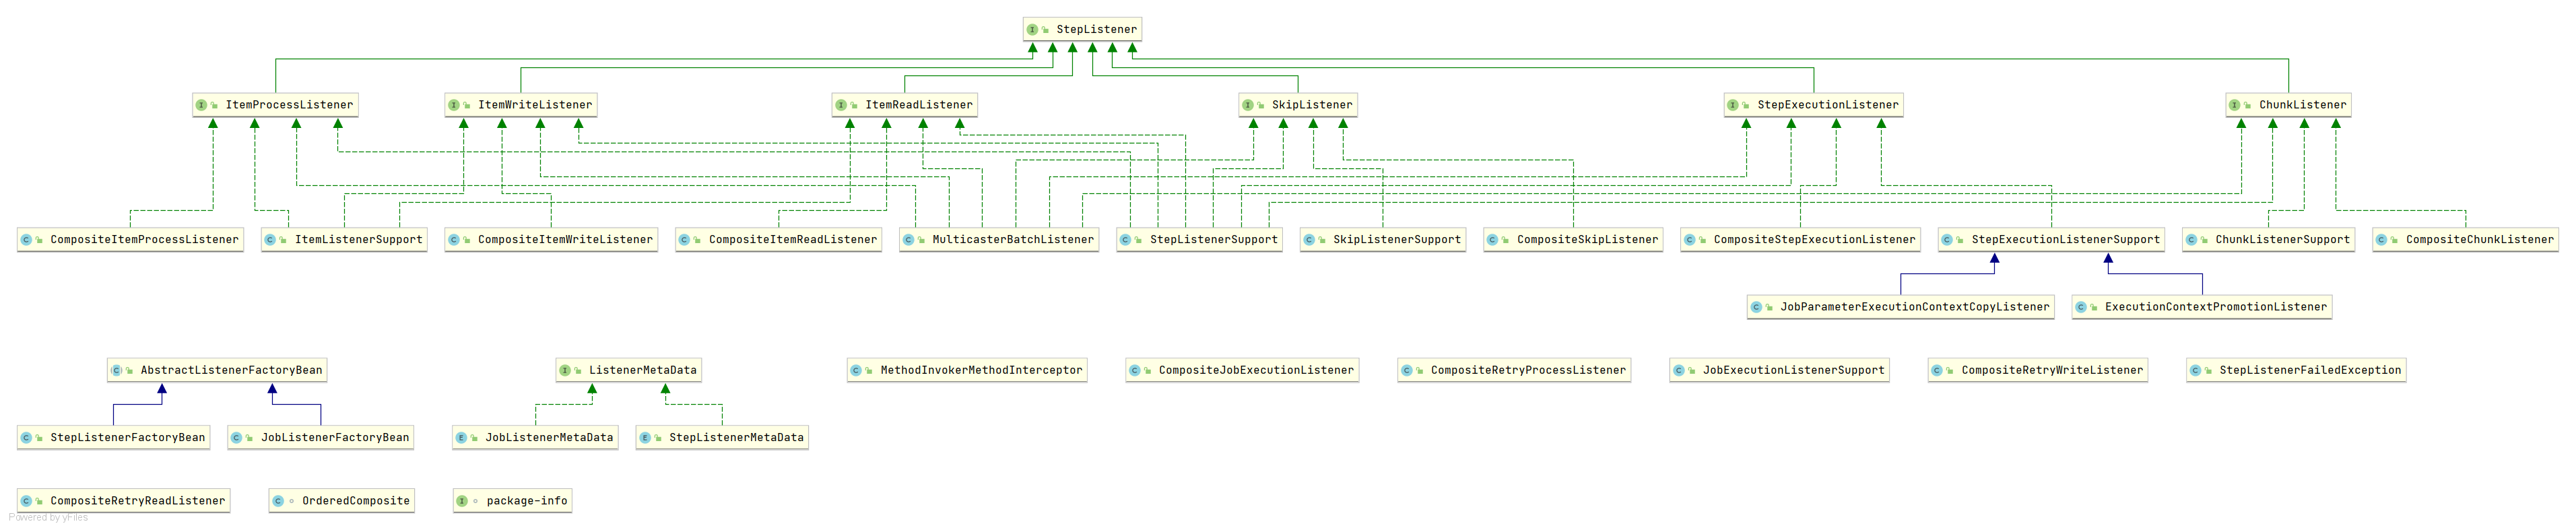 StepListener
ItemProcessListener
ItemWriteListener
ItemReadListener
SkipListener
StepExecutionListener
ChunkListener
CompositeItemProcessListener
ItemListenerSupport
CompositeItemWriteListener
CompositeItemReadListener
MulticasterBatchListener
StepListenerSupport
SkipListenerSupport
CompositeSkipListener
CompositeStepExecutionListener
StepExecutionListenerSupport
ChunkListenerSupport
CompositeChunkListener
JobParameterExecutionContextCopyListener
ExecutionContextPromotionListener
AbstractListenerFactoryBean
ListenerMetaData
MethodInvokerMethodInterceptor
CompositeJobExecutionListener
CompositeRetryProcessListener
JobExecutionListenerSupport
CompositeRetryWriteListener
StepListenerFailedException
StepListenerFactoryBean
JobListenerFactoryBean
JobListenerMetaData
StepListenerMetaData
CompositeRetryReadListener
OrderedComposite
package-info
Powered by yFiles